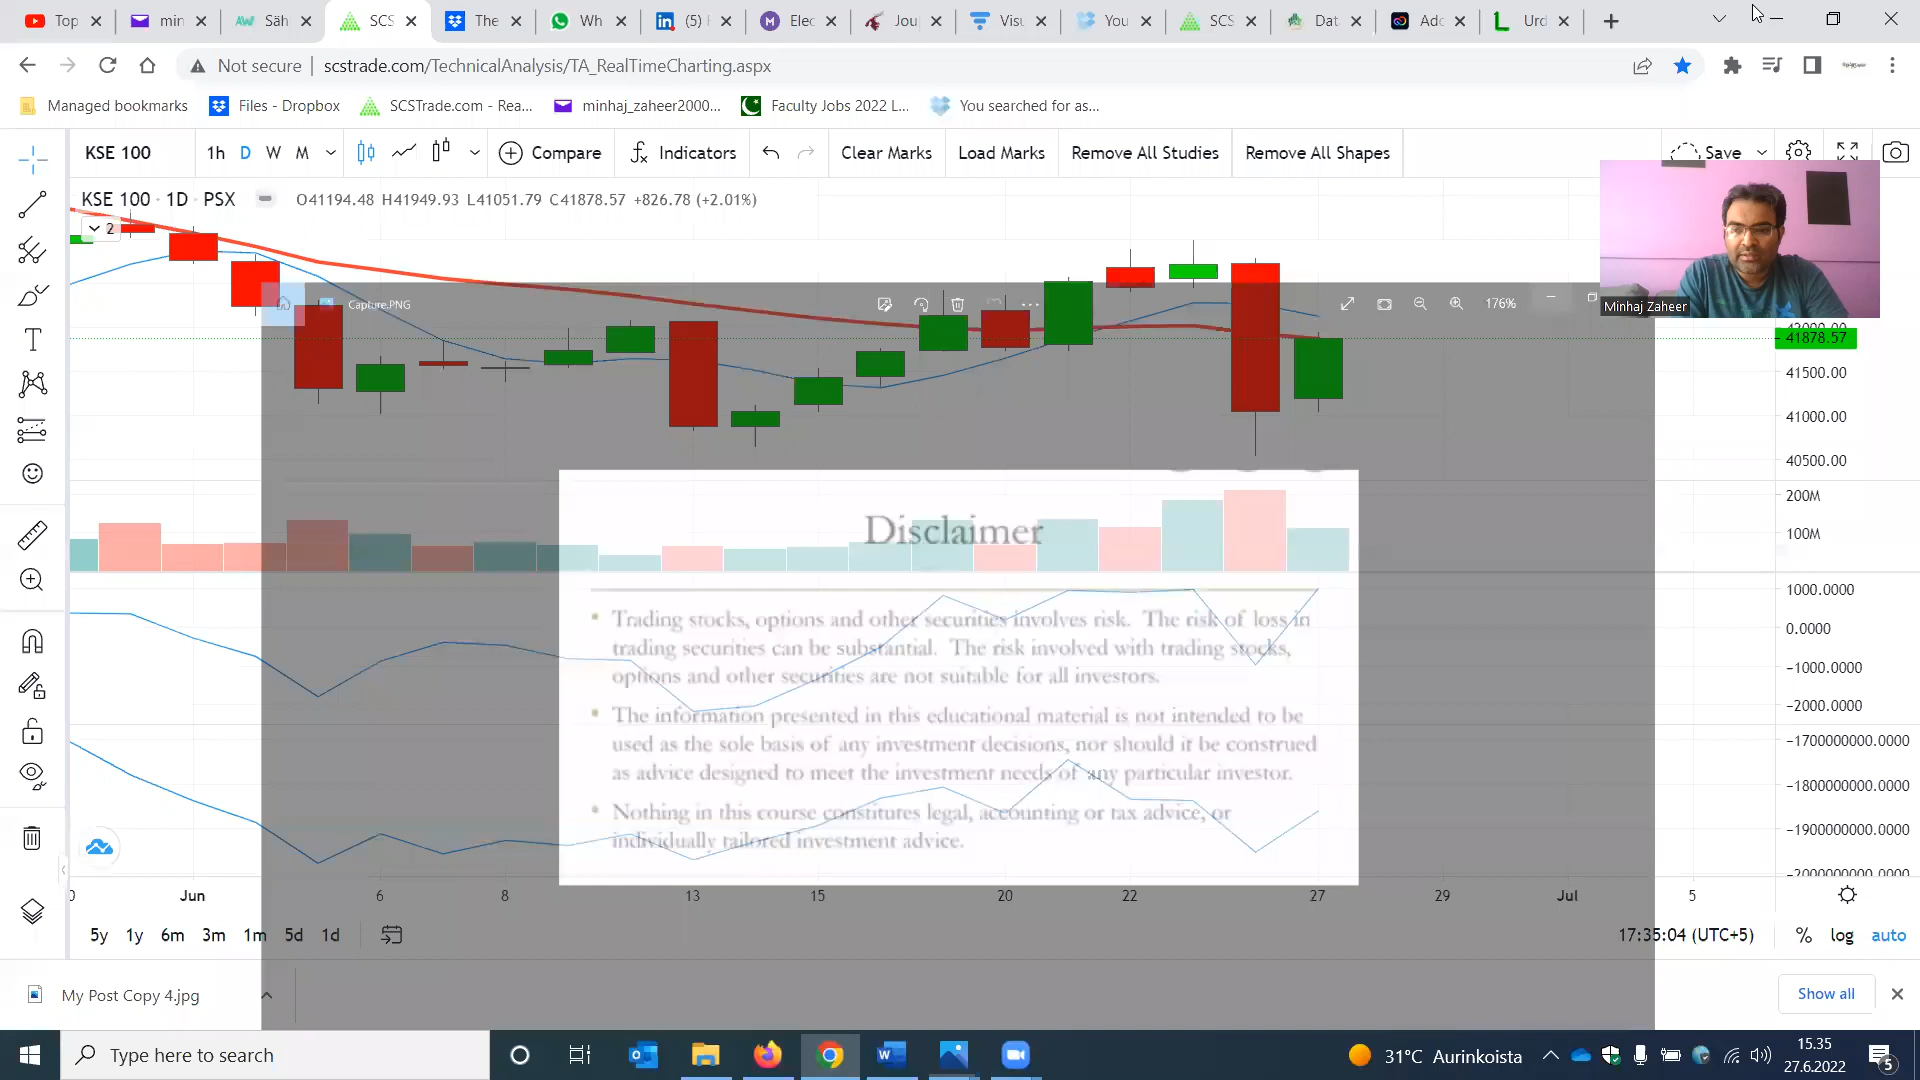 Top
min
Säh
SCS
The
Wh
(5) F
Elec
Jou
Visu
You
SCS
Data
Adc
Urd
Not secure
scstrade.com/TechnicalAnalysis/TA_RealTimeCharting.aspx
Managed bookmarks
Files - Dropbox
SCSTrade.com - Rea...
minhaj_zaheer2000...
Faculty Jobs 2022 L...
You searched for as...
KSE 100
1h
D
W
M
Compare
Indicators
Clear Marks
Load Marks
Remove All Studies
Remove All Shapes
Save
KSE 100 · 1D · PSX
O41194.48 H41949.93 L41051.79 C41878.57 +826.78 (+2.01%)
2
Capture.PNG
176%
Minhaj Zaheer
41878.57
41500.00
41000.00
40500.00
200M
100M
1000.0000
0.0000
-1000.0000
-2000.0000
-1700000000.0000
-1800000000.0000
-1900000000.0000
-2000000000.0000
Disclaimer
Trading stocks, options and other securities involves risk. The risk of loss in
trading securities can be substantial. The risk involved with trading stocks,
options and other securities are not suitable for all investors.
The information presented in this educational material is not intended to be
used as the sole basis of any investment decisions, nor should it be construed
as advice designed to meet the investment needs of any particular investor.
Nothing in this course constitutes legal, accounting or tax advice, or
individually tailored investment advice.
Jun
6
8
13
15
20
22
27
29
Jul
5
5y
1y
6m
3m
1m
5d
1d
17:35:04 (UTC+5)
%
log
auto
My Post Copy 4.jpg
Show all
Type here to search
31°C Aurinkoista
15.35
27.6.2022
5